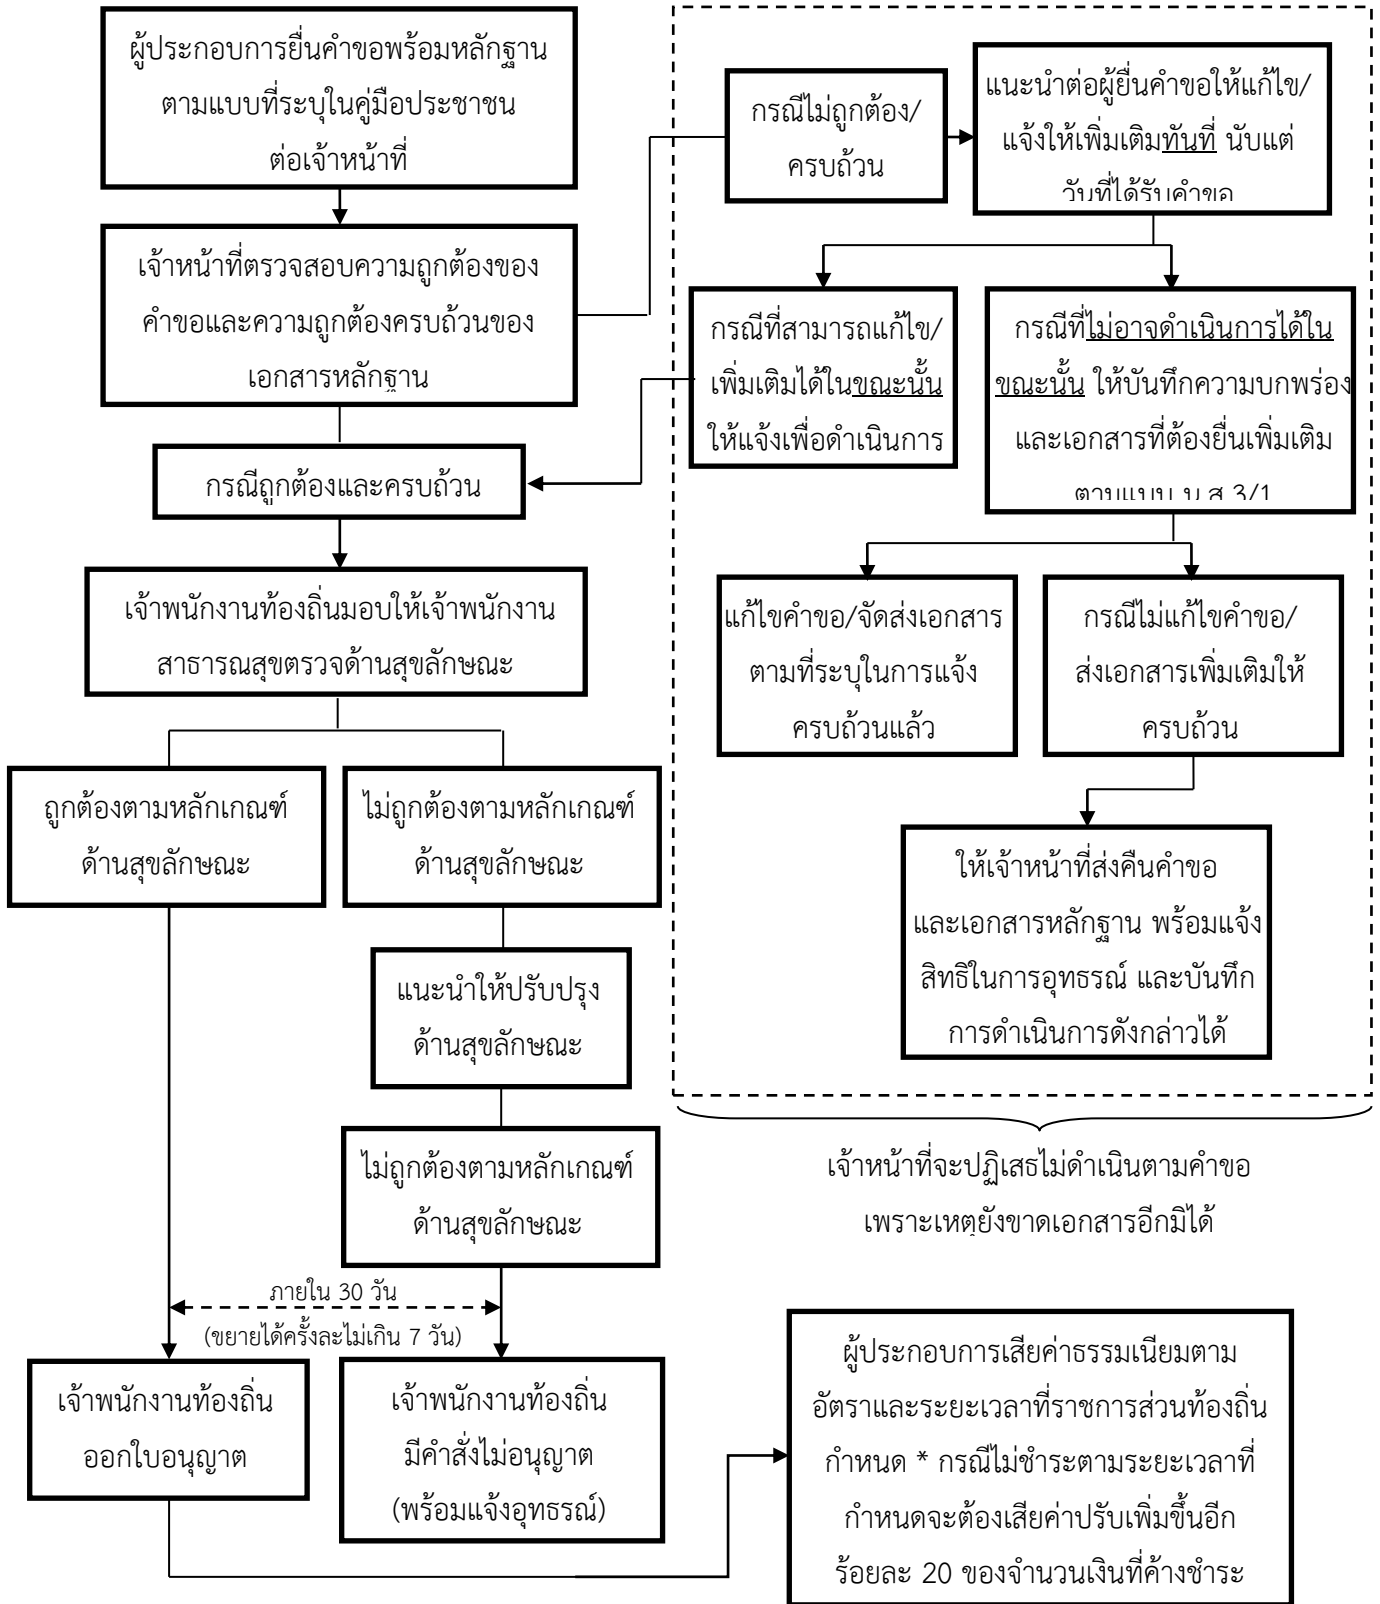 ผู้ประกอบการยื่นคำขอพร้อมหลักฐาน
ตามแบบที่ระบุในคู่มือประชาชน
ต่อเจ้าหน้าที่
เจ้าหน้าที่ตรวจสอบความถูกต้องของ
คำขอและความถูกต้องครบถ้วนของ
เอกสารหลักฐาน
กรณีถูกต้องและครบถ้วน
เจ้าพนักงานท้องถิ่นมอบให้เจ้าพนักงาน
สาธารณสุขตรวจด้านสุขลักษณะ
ถูกต้องตามหลักเกณฑ์
ด้านสุขลักษณะ
ไม่ถูกต้องตามหลักเกณฑ์
ด้านสุขลักษณะ
แนะนำให้ปรับปรุง
ด้านสุขลักษณะ
ไม่ถูกต้องตามหลักเกณฑ์
ด้านสุขลักษณะ
ภายใน 30 วัน
(ขยายได้ครั้งละไม่เกิน 7 วัน)
เจ้าพนักงานท้องถิ่น
ออกใบอนุญาต
เจ้าพนักงานท้องถิ่น
มีคำสั่งไม่อนุญาต
(พร้อมแจ้งอุทธรณ์)
กรณีไม่ถูกต้อง/
ครบถ้วน
แนะนำต่อผู้ยื่นคำขอให้แก้ไข/
แจ้งให้เพิ่มเติมทันที่ นับแต่
วันที่ได้รับคำขอ
กรณีที่สามารถแก้ไข/
เพิ่มเติมได้ในขณะนั้น
ให้แจ้งเพื่อดำเนินการ
กรณีที่ไม่อาจดำเนินการได้ใน
ขณะนั้น ให้บันทึกความบกพร่อง
และเอกสารที่ต้องยื่นเพิ่มเติม
ตามแบบ น.ส.3/1
แก้ไขคำขอ/จัดส่งเอกสาร
ตามที่ระบุในการแจ้ง
ครบถ้วนแล้ว
กรณีไม่แก้ไขคำขอ/
ส่งเอกสารเพิ่มเติมให้
ครบถ้วน
ให้เจ้าหน้าที่ส่งคืนคำขอ
และเอกสารหลักฐาน พร้อมแจ้ง
สิทธิในการอุทธรณ์ และบันทึก
การดำเนินการดังกล่าวได้
เจ้าหน้าที่จะปฏิเสธไม่ดำเนินตามคำขอ
เพราะเหตุยังขาดเอกสารอีกมิได้
ผู้ประกอบการเสียค่าธรรมเนียมตาม
อัตราและระยะเวลาที่ราชการส่วนท้องถิ่น
กำหนด * กรณีไม่ชำระตามระยะเวลาที่
กำหนดจะต้องเสียค่าปรับเพิ่มขึ้นอีก
ร้อยละ 20 ของจำนวนเงินที่ค้างชำระ